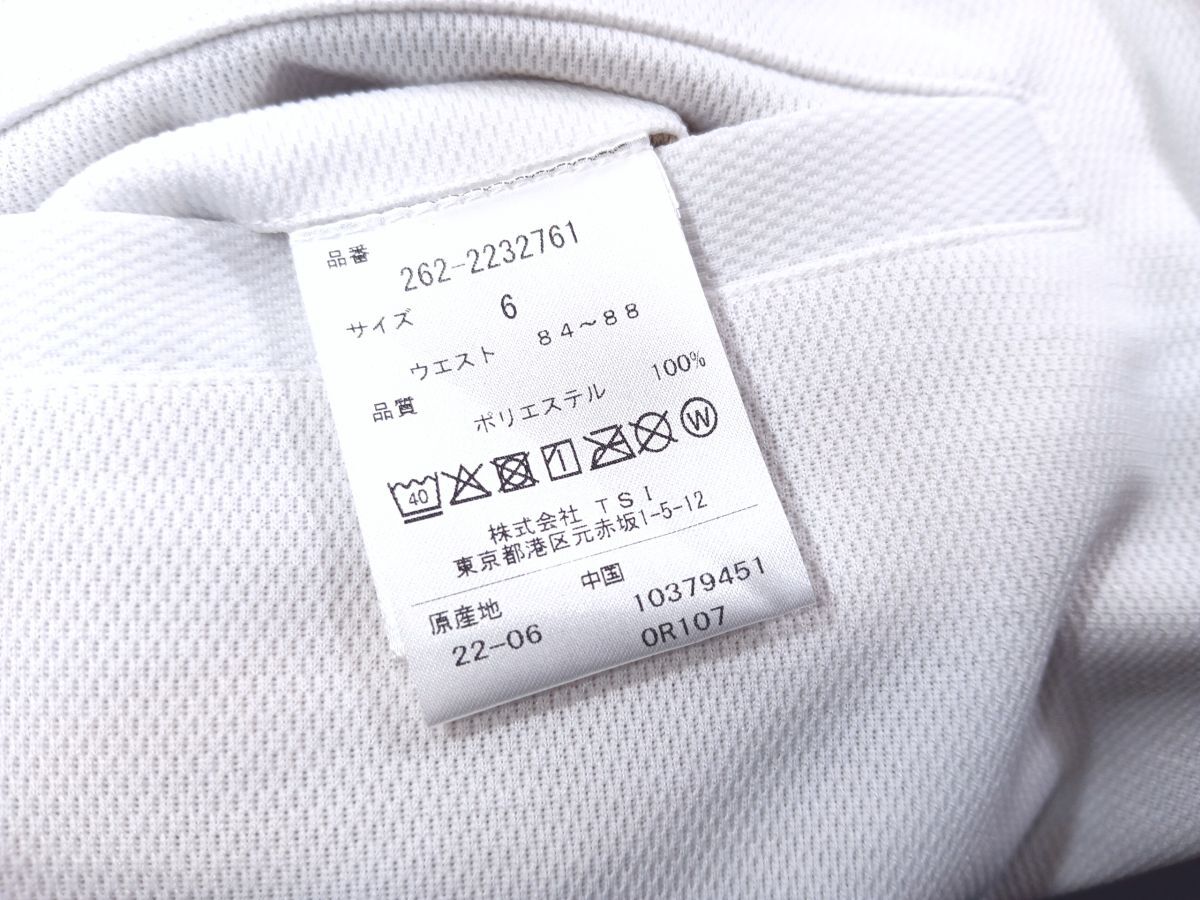 品番 262-2232761
サイズ 6
ウエスト 84~88
品質 ポリエステル 100%
40 W
株式会社 TSI
東京都港区元赤坂1-5-12
原産地 中国
22-06 10379451
0R107